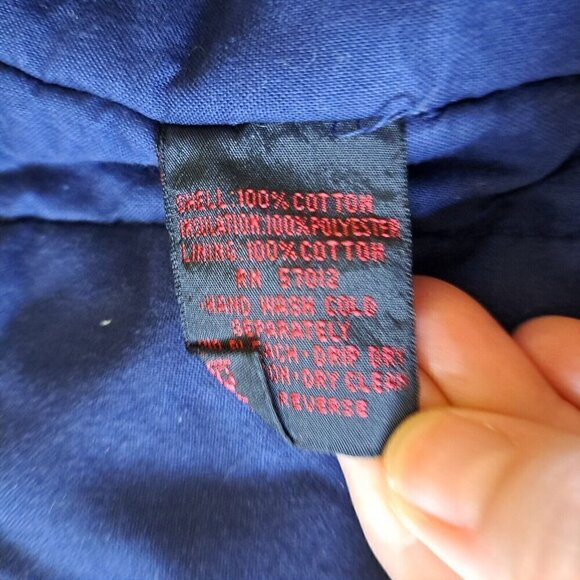 SHELL:100% COTTON
INSULATION:100%POLYESTER
LINING:100%COTTON
RN 57013
HAND WASH COLD
SEPARATELY
BLEACH·DRIP DRY
DRY CLEAN
REVERSE